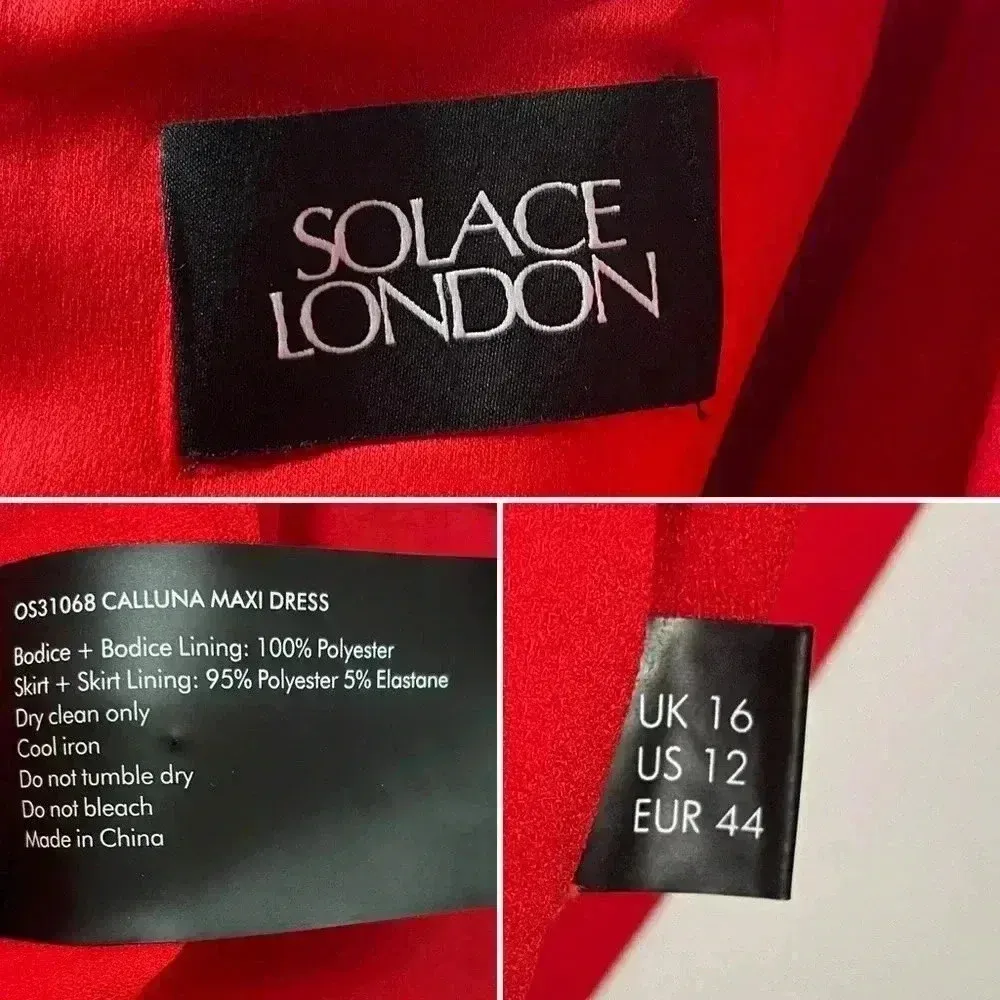 SOLACE
LONDON
OS31068 CALLUNA MAXI DRESS
Bodice + Bodice Lining: 100% Polyester
Skirt + Skirt Lining: 95% Polyester 5% Elastane
Dry clean only
Cool iron
Do not tumble dry
Do not bleach
Made in China
UK 16
US 12
EUR 44